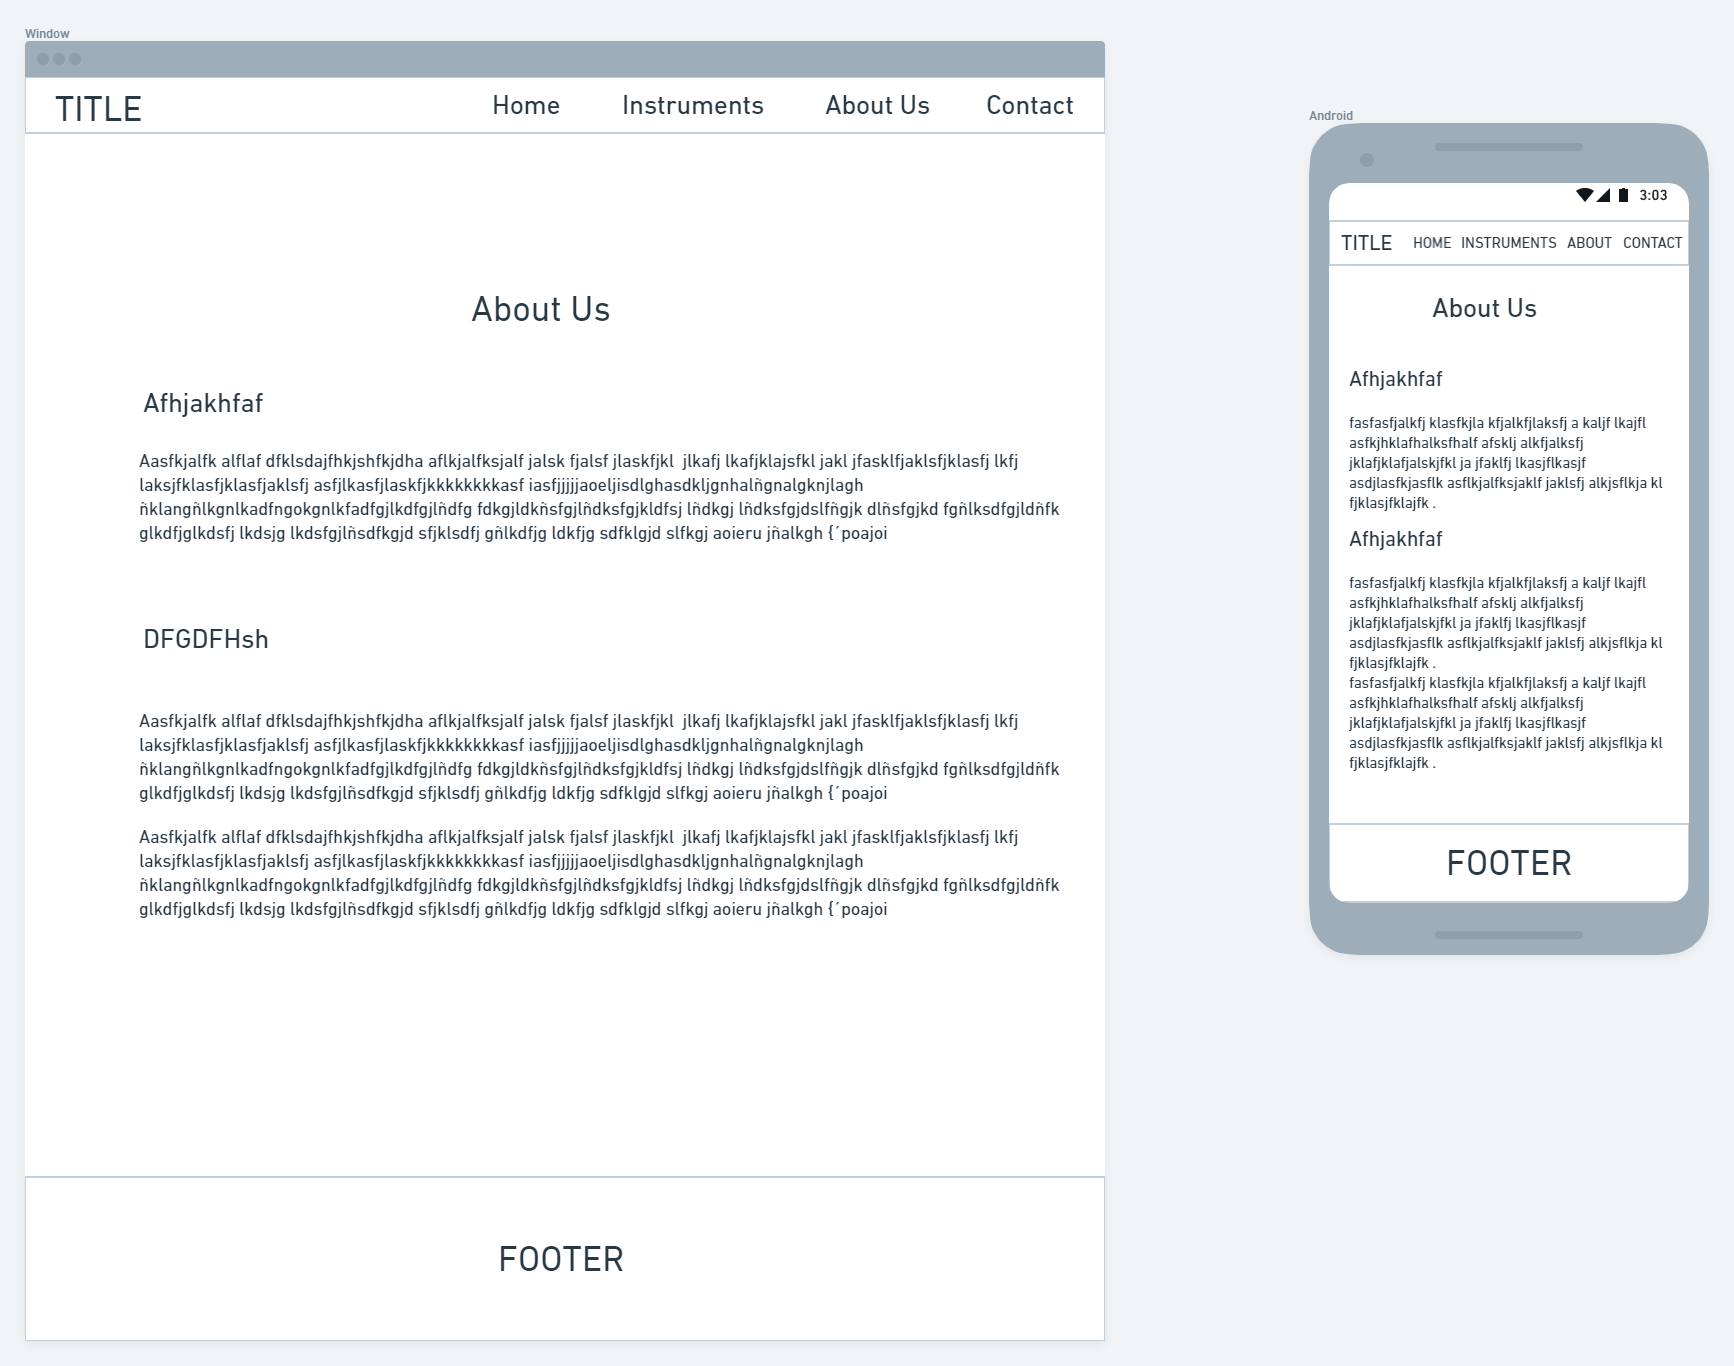 Window
TITLE Home Instruments About Us Contact
About Us
Afhjakhfaf
Aasfkjalfk alflaf dfklsdajfhkjshfkjdha aflkjalfksjalf jalsk fjalsf jlaskfjkl  jlkafj lkafjklajsfkl jakl jfasklfjaklsfjklasfj lkfj
laksjfklasfjklasfjaklsfj asfjlkasfjlaskfjkkkkkkkkasf iasfjjjjjaoeljisdlghasdkljgnhalñgnalgknjlagh
ñklangñlkgnlkadfngokgnlkfadfgjlkdfgjlñdfg fdkgjldkñsfgjlñdksfgjkldfsj lñdkgj lñdksfgjdslfñgjk dlñsfgjkd fgñlksdfgjldñfk
glkdfjglkdsfj lkdsjg lkdsfgjlñsdfkgjd sfjklsdfj gñlkdfjg ldkfjg sdfklgjd slfkgj aoieru jñalkgh {´poajoi
DFGDFHsh
Aasfkjalfk alflaf dfklsdajfhkjshfkjdha aflkjalfksjalf jalsk fjalsf jlaskfjkl  jlkafj lkafjklajsfkl jakl jfasklfjaklsfjklasfj lkfj
laksjfklasfjklasfjaklsfj asfjlkasfjlaskfjkkkkkkkkasf iasfjjjjjaoeljisdlghasdkljgnhalñgnalgknjlagh
ñklangñlkgnlkadfngokgnlkfadfgjlkdfgjlñdfg fdkgjldkñsfgjlñdksfgjkldfsj lñdkgj lñdksfgjdslfñgjk dlñsfgjkd fgñlksdfgjldñfk
glkdfjglkdsfj lkdsjg lkdsfgjlñsdfkgjd sfjklsdfj gñlkdfjg ldkfjg sdfklgjd slfkgj aoieru jñalkgh {´poajoi
Aasfkjalfk alflaf dfklsdajfhkjshfkjdha aflkjalfksjalf jalsk fjalsf jlaskfjkl  jlkafj lkafjklajsfkl jakl jfasklfjaklsfjklasfj lkfj
laksjfklasfjklasfjaklsfj asfjlkasfjlaskfjkkkkkkkkasf iasfjjjjjaoeljisdlghasdkljgnhalñgnalgknjlagh
ñklangñlkgnlkadfngokgnlkfadfgjlkdfgjlñdfg fdkgjldkñsfgjlñdksfgjkldfsj lñdkgj lñdksfgjdslfñgjk dlñsfgjkd fgñlksdfgjldñfk
glkdfjglkdsfj lkdsjg lkdsfgjlñsdfkgjd sfjklsdfj gñlkdfjg ldkfjg sdfklgjd slfkgj aoieru jñalkgh {´poajoi
FOOTER
Android
3:03
TITLE HOME INSTRUMENTS ABOUT CONTACT
About Us
Afhjakhfaf
fasfasfjalkfj klasfkjla kfjalkfjlaksfj a kaljf lkajfl
asfkjhklafhalksfhalf afsklj alkfjalksfj
jklafjklafjalskjfkl ja jfaklfj lkasjflkasjf
asdjlasfkjasflk asflkjalfksjaklf jaklsfj alkjsflkja kl
fjklasjfklajfk .
Afhjakhfaf
fasfasfjalkfj klasfkjla kfjalkfjlaksfj a kaljf lkajfl
asfkjhklafhalksfhalf afsklj alkfjalksfj
jklafjklafjalskjfkl ja jfaklfj lkasjflkasjf
asdjlasfkjasflk asflkjalfksjaklf jaklsfj alkjsflkja kl
fjklasjfklajfk .
fasfasfjalkfj klasfkjla kfjalkfjlaksfj a kaljf lkajfl
asfkjhklafhalksfhalf afsklj alkfjalksfj
jklafjklafjalskjfkl ja jfaklfj lkasjflkasjf
asdjlasfkjasflk asflkjalfksjaklf jaklsfj alkjsflkja kl
fjklasjfklajfk .
FOOTER